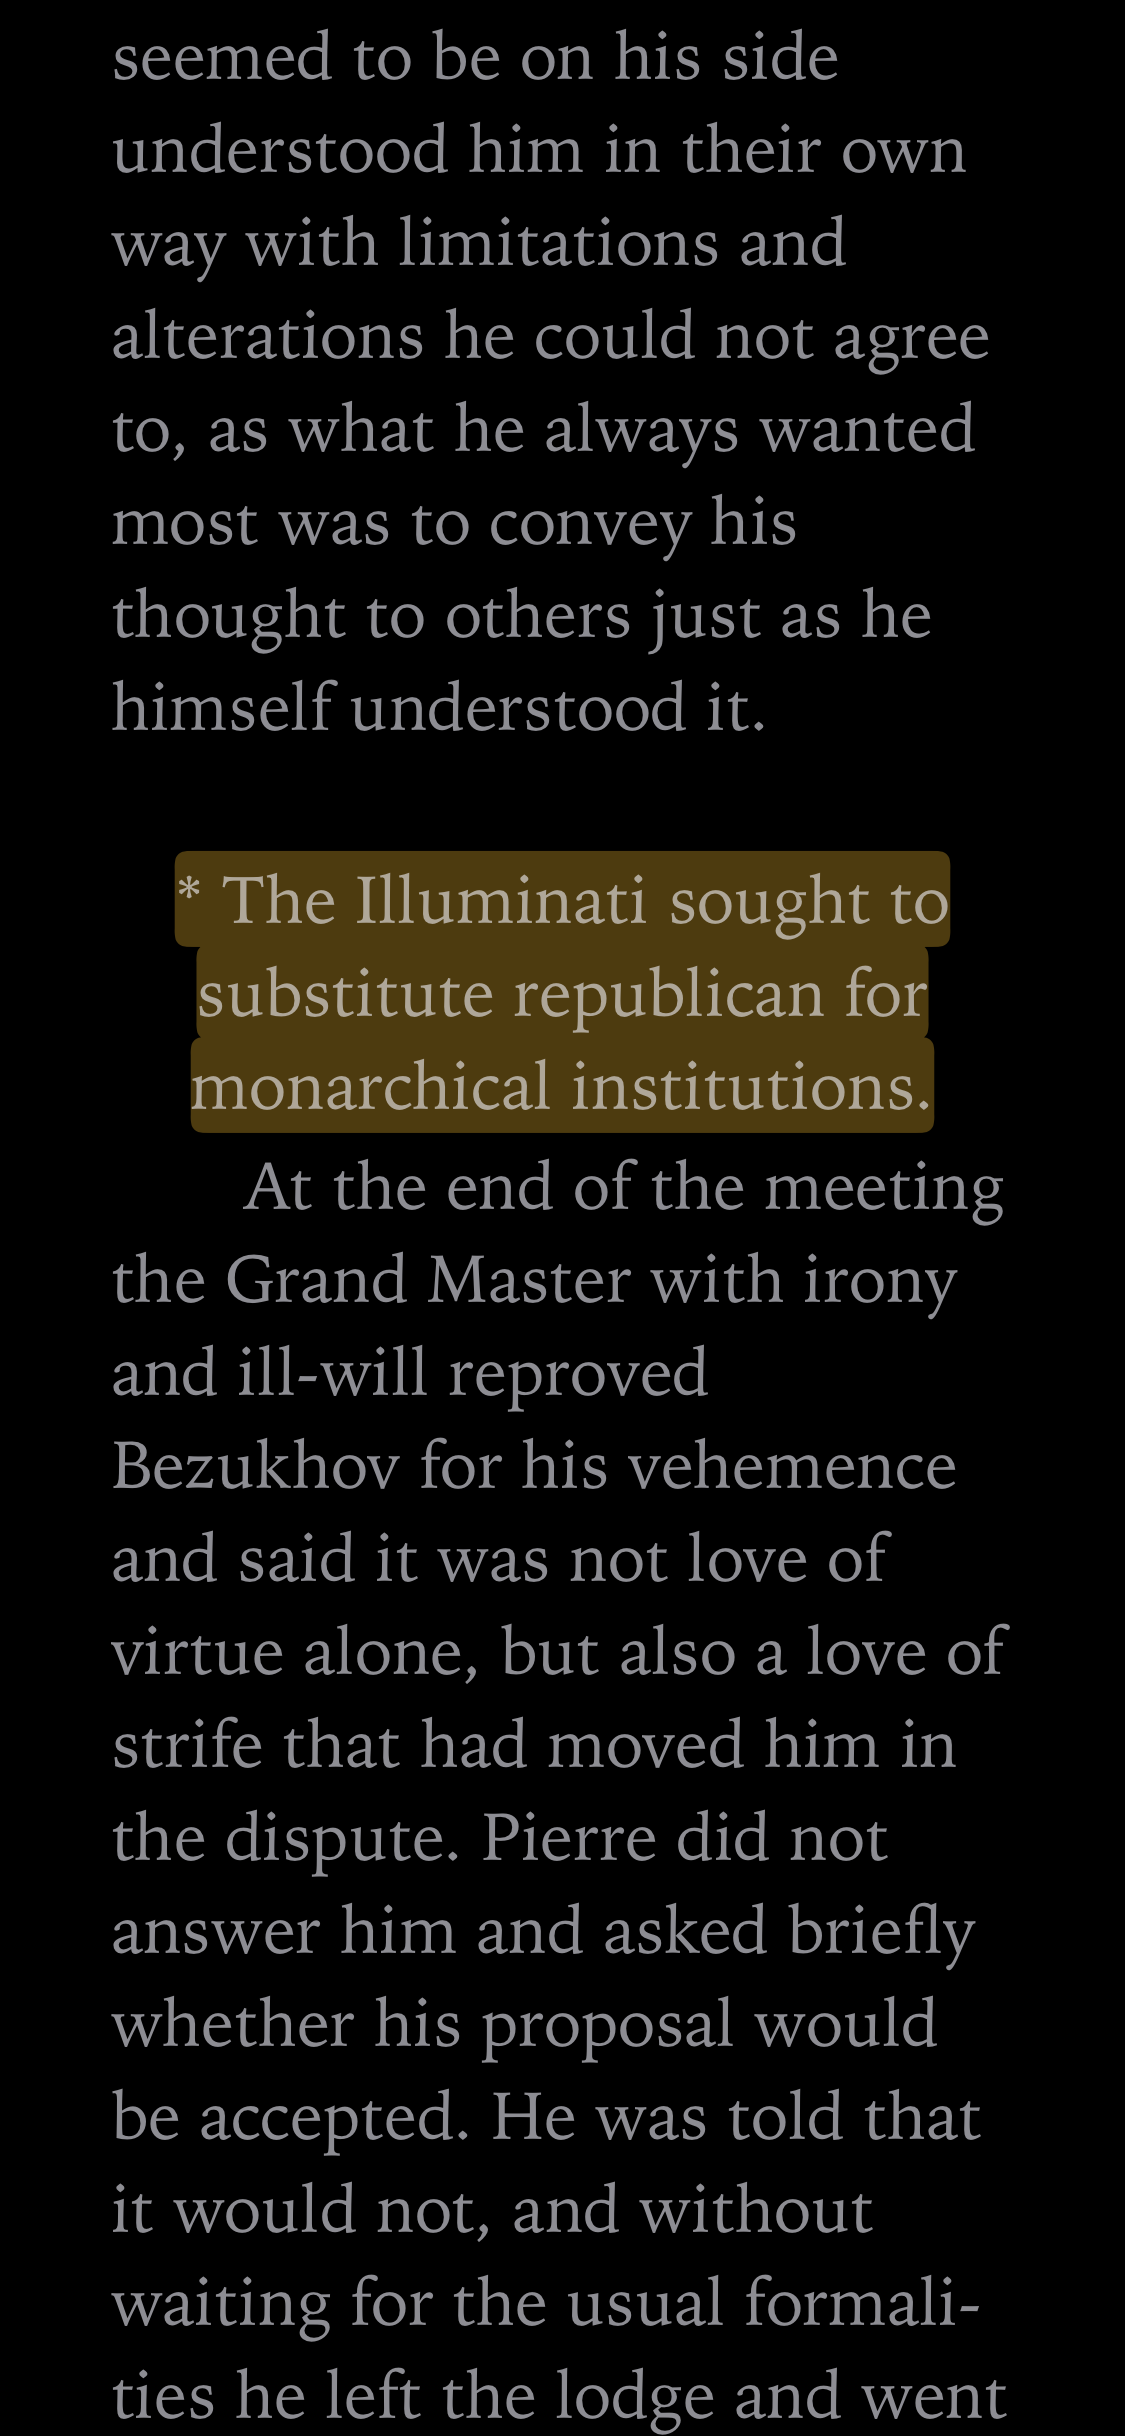 seemed to be on his side
understood him in their own
way with limitations and
alterations he could not agree
to, as what he always wanted
most was to convey his
thought to others just as he
himself understood it.
* The Illuminati sought to
substitute republican for
monarchical institutions.
At the end of the meeting
the Grand Master with irony
and ill-will reproved
Bezukhov for his vehemence
and said it was not love of
virtue alone, but also a love of
strife that had moved him in
the dispute. Pierre did not
answer him and asked briefly
whether his proposal would
be accepted. He was told that
it would not, and without
waiting for the usual formali-
ties he left the lodge and went